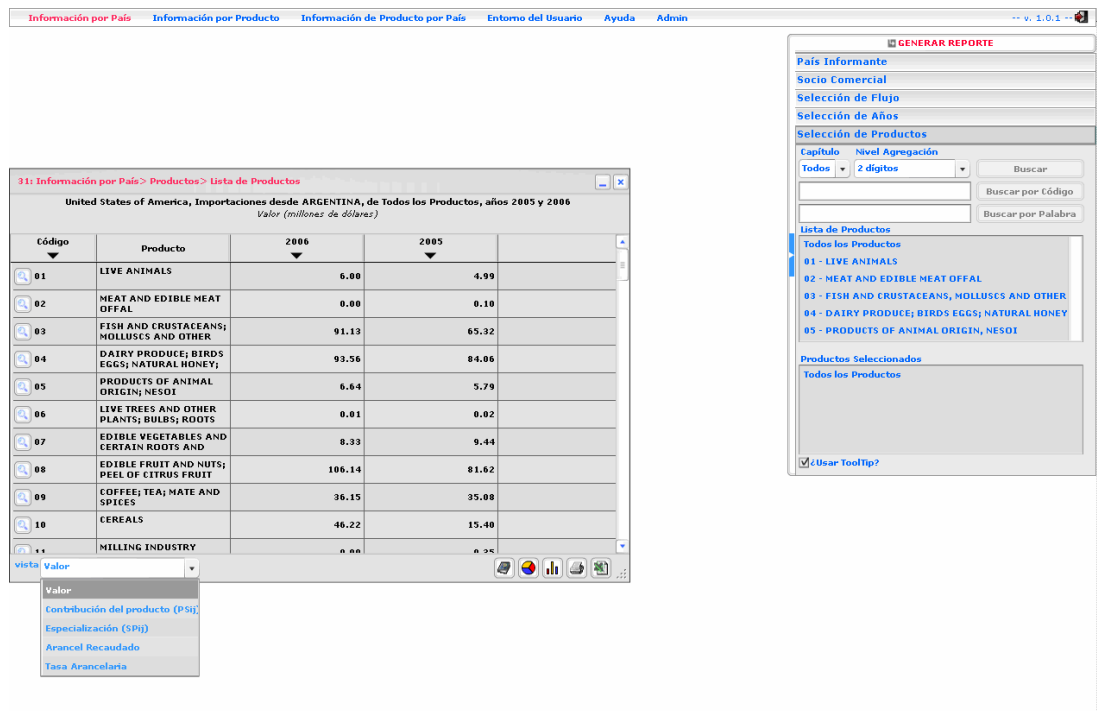 Información por País Información por Producto Información de Producto por País Entorno del Usuario Ayuda Admin -- v. 1.0.1 --
GENERAR REPORTE
País Informante
Socio Comercial
Selección de Flujo
Selección de Años
Selección de Productos
Capítulo Nivel Agregación
Todos 2 dígitos Buscar
Buscar por Código
Buscar por Palabra
Lista de Productos
Todos los Productos
01 - LIVE ANIMALS
02 - MEAT AND EDIBLE MEAT OFFAL
03 - FISH AND CRUSTACEANS, MOLLUSCS AND OTHER
04 - DAIRY PRODUCE; BIRDS EGGS; NATURAL HONEY
05 - PRODUCTS OF ANIMAL ORIGIN, NESOI
Productos Seleccionados
Todos los Productos
¿Usar ToolTip?
31: Información por País> Productos> Lista de Productos
United States of America, Importaciones desde ARGENTINA, de Todos los Productos, años 2005 y 2006
Valor (millones de dólares)
Código Producto 2006 2005
01 LIVE ANIMALS 6.00 4.99
02 MEAT AND EDIBLE MEAT
OFFAL 0.00 0.10
03 FISH AND CRUSTACEANS;
MOLLUSCS AND OTHER 91.13 65.32
04 DAIRY PRODUCE; BIRDS
EGGS; NATURAL HONEY; 93.56 84.06
05 PRODUCTS OF ANIMAL
ORIGIN; NESOI 6.64 5.79
06 LIVE TREES AND OTHER
PLANTS; BULBS; ROOTS 0.01 0.02
07 EDIBLE VEGETABLES AND
CERTAIN ROOTS AND 8.33 9.44
08 EDIBLE FRUIT AND NUTS;
PEEL OF CITRUS FRUIT 106.14 81.62
09 COFFEE; TEA; MATE AND
SPICES 36.15 35.08
10 CEREALS 46.22 15.40
11 MILLING INDUSTRY 0.00 0.25
vista Valor
Valor
Contribución del producto (PSij)
Especialización (SPij)
Arancel Recaudado
Tasa Arancelaria